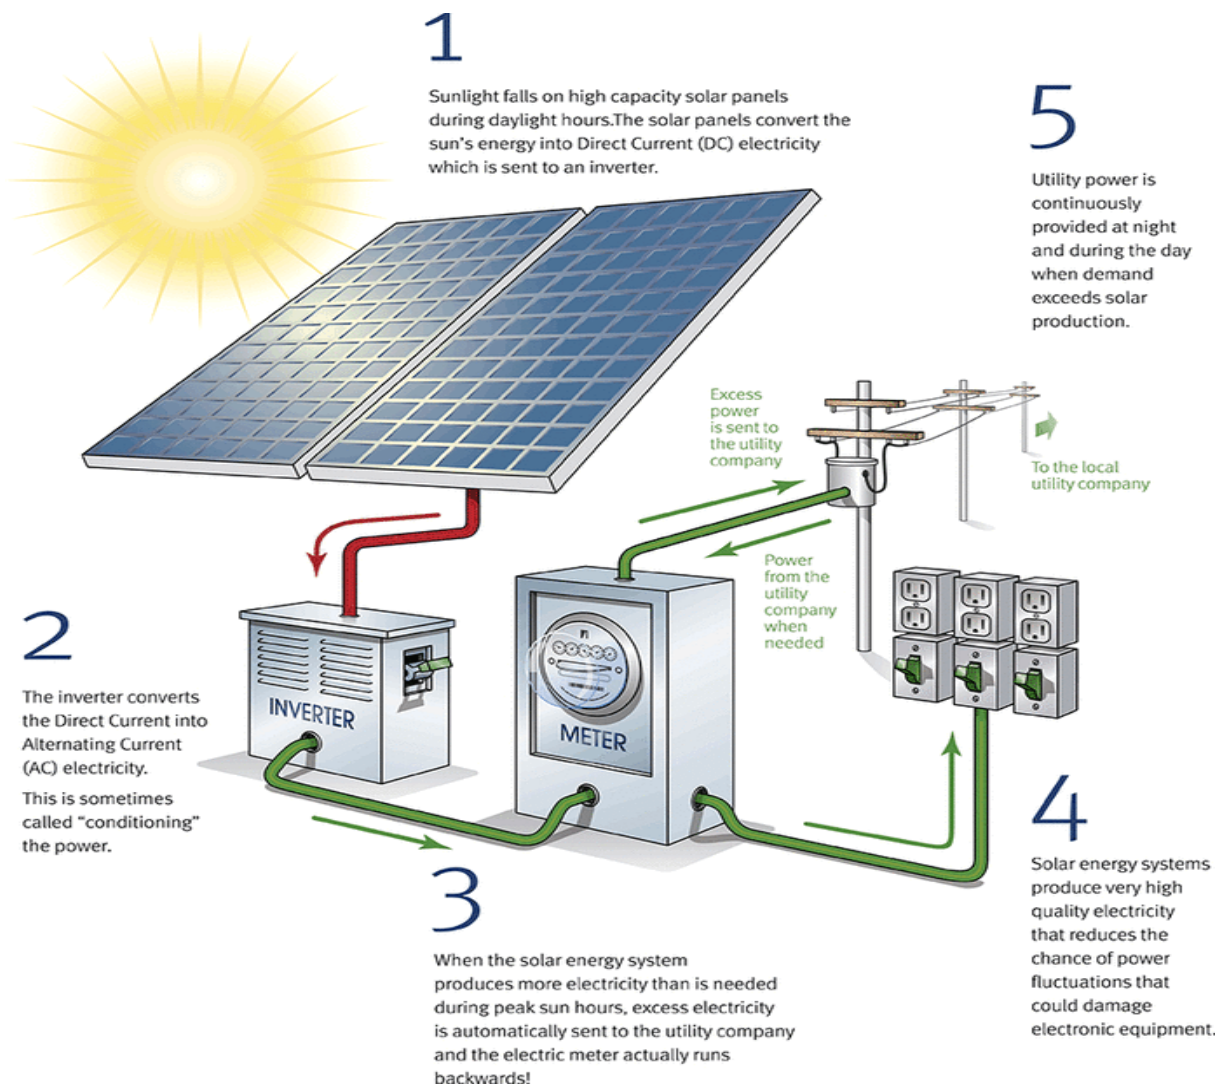 1
Sunlight falls on high capacity solar panels
during daylight hours.The solar panels convert the
sun's energy into Direct Current (DC) electricity
which is sent to an inverter.
5
Utility power is
continuously
provided at night
and during the day
when demand
exceeds solar
production.
Excess
power
is sent to
the utility
company
To the local
utility company
Power
from the
utility
company
when
needed
2
The inverter converts
the Direct Current into
Alternating Current
(AC) electricity.
This is sometimes
called “conditioning”
the power.
INVERTER
METER
3
When the solar energy system
produces more electricity than is needed
during peak sun hours, excess electricity
is automatically sent to the utility company
and the electric meter actually runs
backwards!
4
Solar energy systems
produce very high
quality electricity
that reduces the
chance of power
fluctuations that
could damage
electronic equipment.